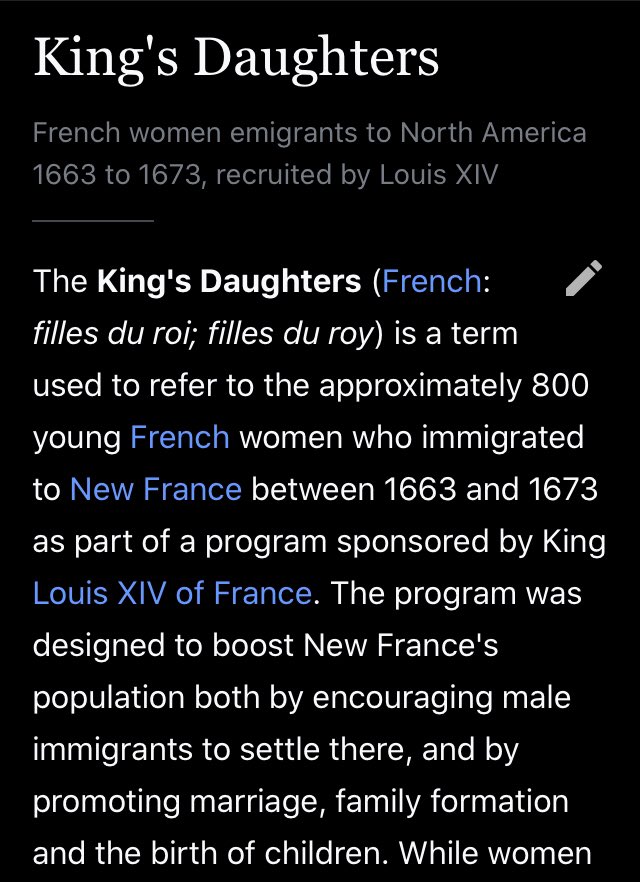 King's Daughters
French women emigrants to North America
1663 to 1673, recruited by Louis XIV
The King's Daughters (French:
filles du roi; filles du roy) is a term
used to refer to the approximately 800
young French women who immigrated
to New France between 1663 and 1673
as part of a program sponsored by King
Louis XIV of France. The program was
designed to boost New France's
population both by encouraging male
immigrants to settle there, and by
promoting marriage, family formation
and the birth of children. While women